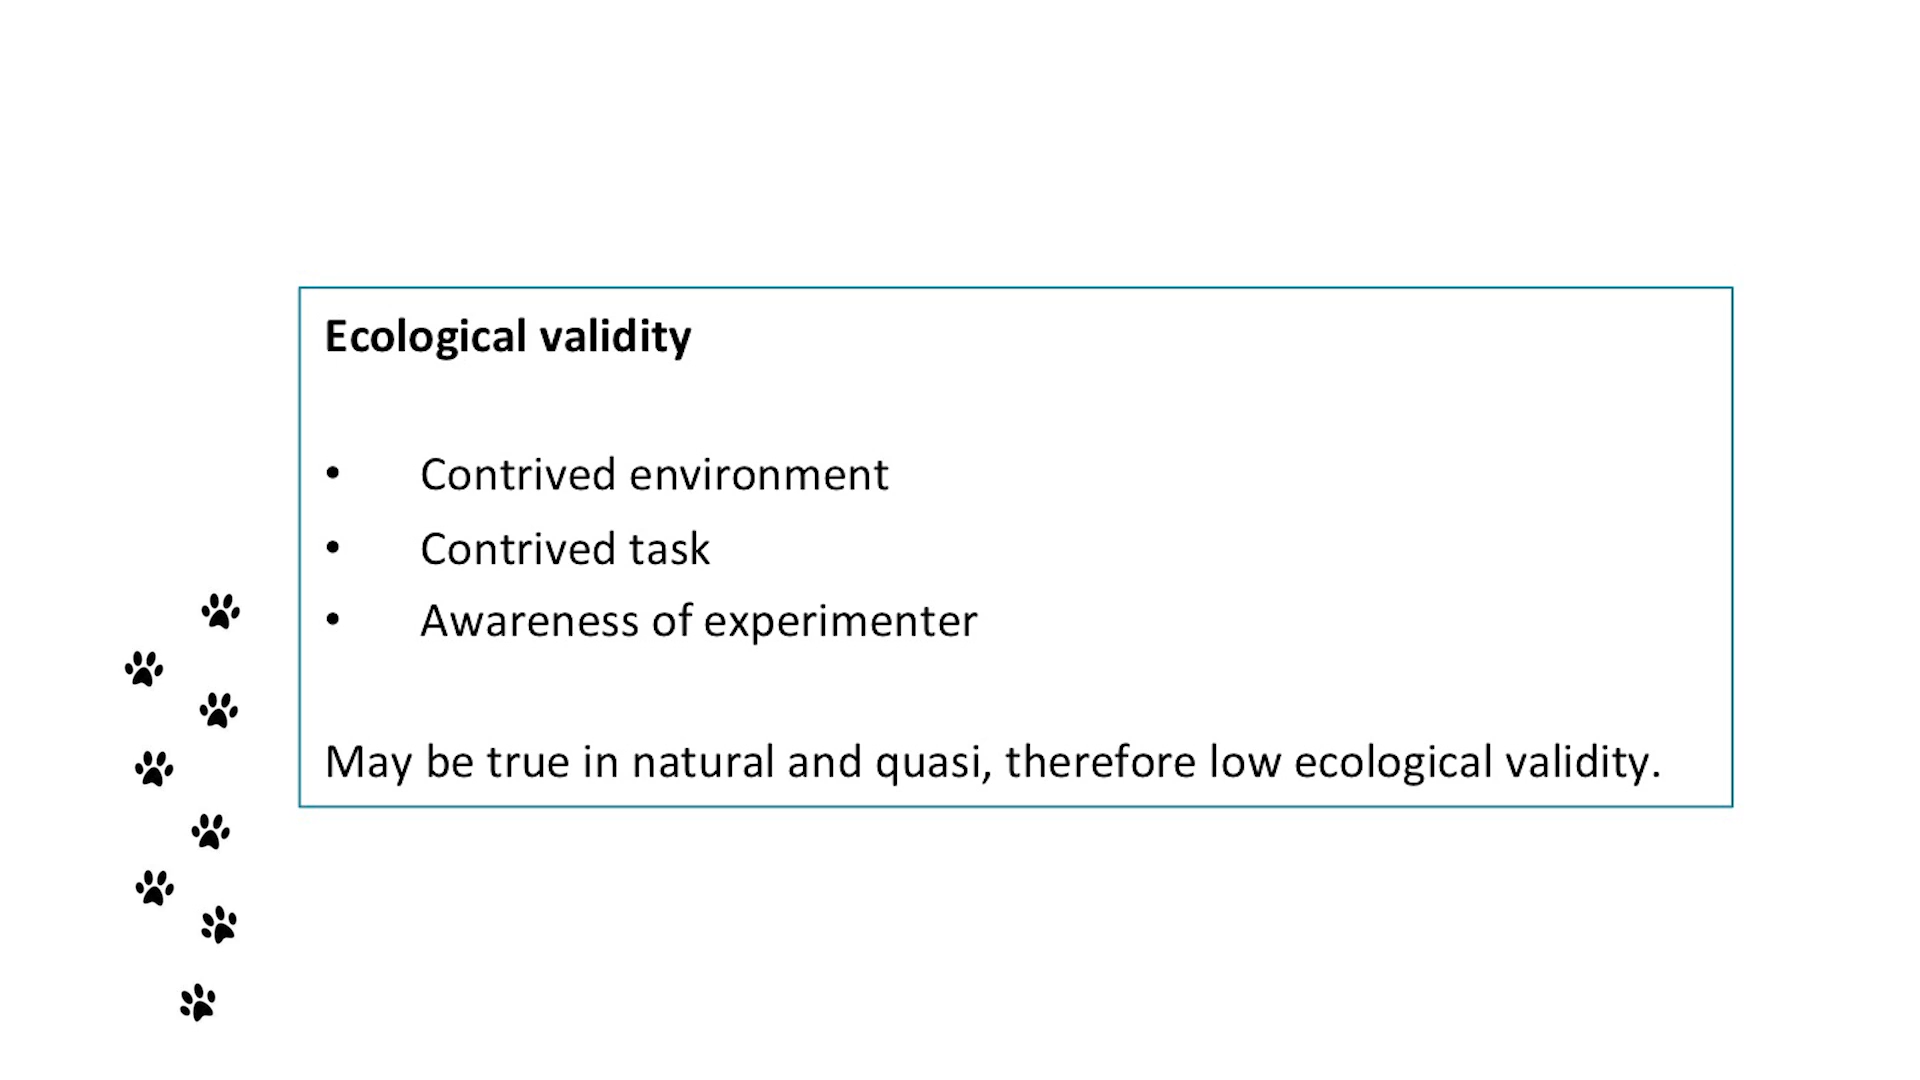 Ecological validity
• Contrived environment
• Contrived task
• Awareness of experimenter
May be true in natural and quasi, therefore low ecological validity.